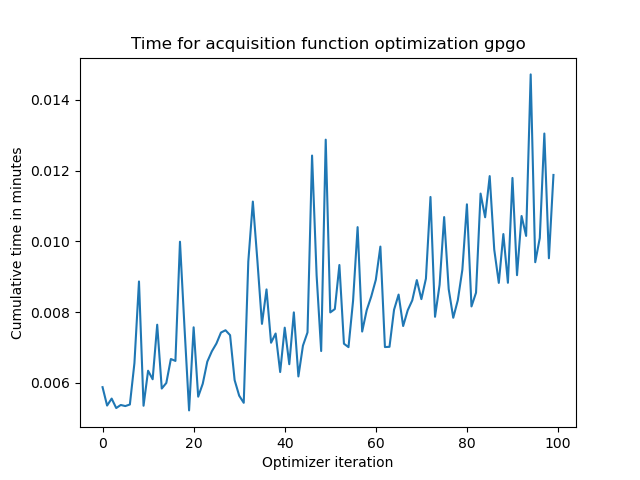 Time for acquisition function optimization gpgo
Cumulative time in minutes
0.014
0.012
0.010
0.008
0.006
0 20 40 60 80 100
Optimizer iteration